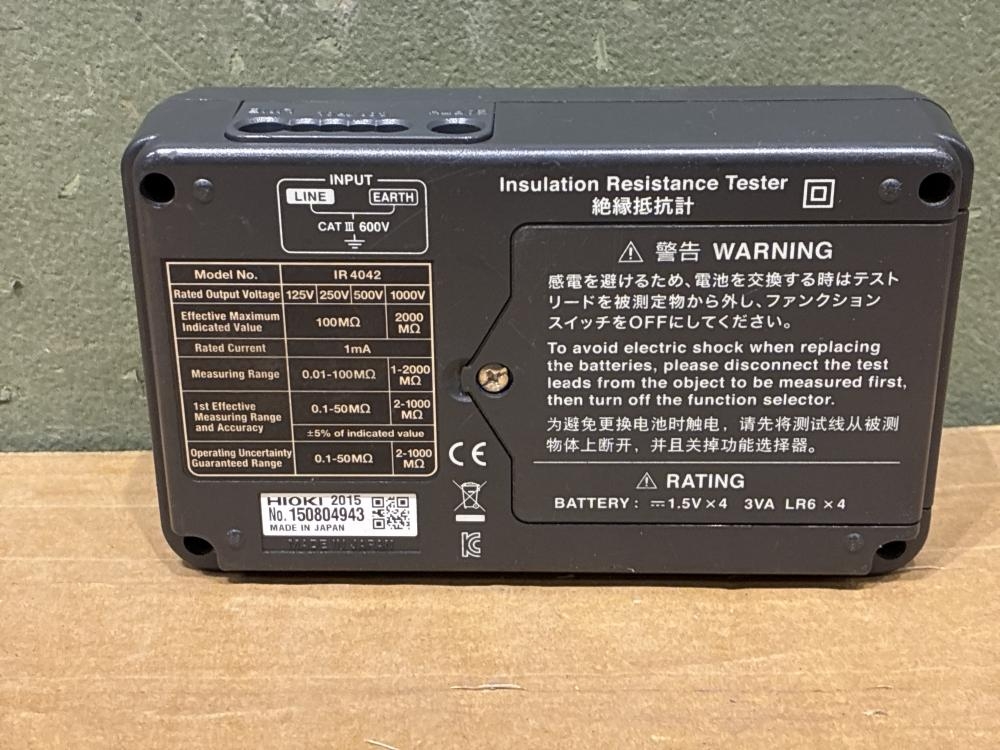 INPUT
LINE EARTH
CAT III 600V
Insulation Resistance Tester
絶縁抵抗計
Model No. IR 4042
Rated Output Voltage 125V 250V 500V 1000V
Effective Maximum
Indicated Value 100MΩ 2000
MΩ
Rated Current 1mA
Measuring Range 0.01-100MΩ 1-2000
MΩ
1st Effective
Measuring Range
and Accuracy 0.1-50MΩ 2-1000
MΩ
±5% of indicated value
Operating Uncertainty
Guaranteed Range 0.1-50MΩ 2-1000
MΩ
HIOKI 2015
No. 150804943
MADE IN JAPAN
MADE IN JAPAN
CE
警告 WARNING
感電を避けるため、電池を交換する時はテスト
リードを被測定物から外し、ファンクション
スイッチをOFFにしてください。
To avoid electric shock when replacing
the batteries, please disconnect the test
leads from the object to be measured first,
then turn off the function selector.
为避免更换电池时触电，请先将测试线从被测
物体上断开，并且关掉功能选择器。
RATING
BATTERY : ⎓1.5V×4 3VA LR6 ×4